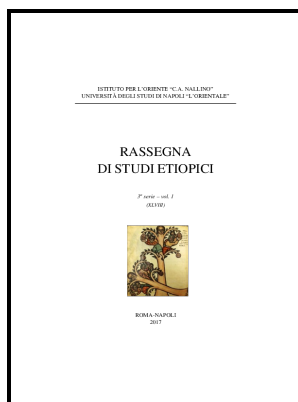 ISTITUTO PER L'ORIENTE "C.A. NALLINO"
UNIVERSITÀ DEGLI STUDI DI NAPOLI "L'ORIENTALE"
RASSEGNA
DI STUDI ETIOPICI
3ª serie – vol. I
(XLVIII)
ROMA-NAPOLI
2017